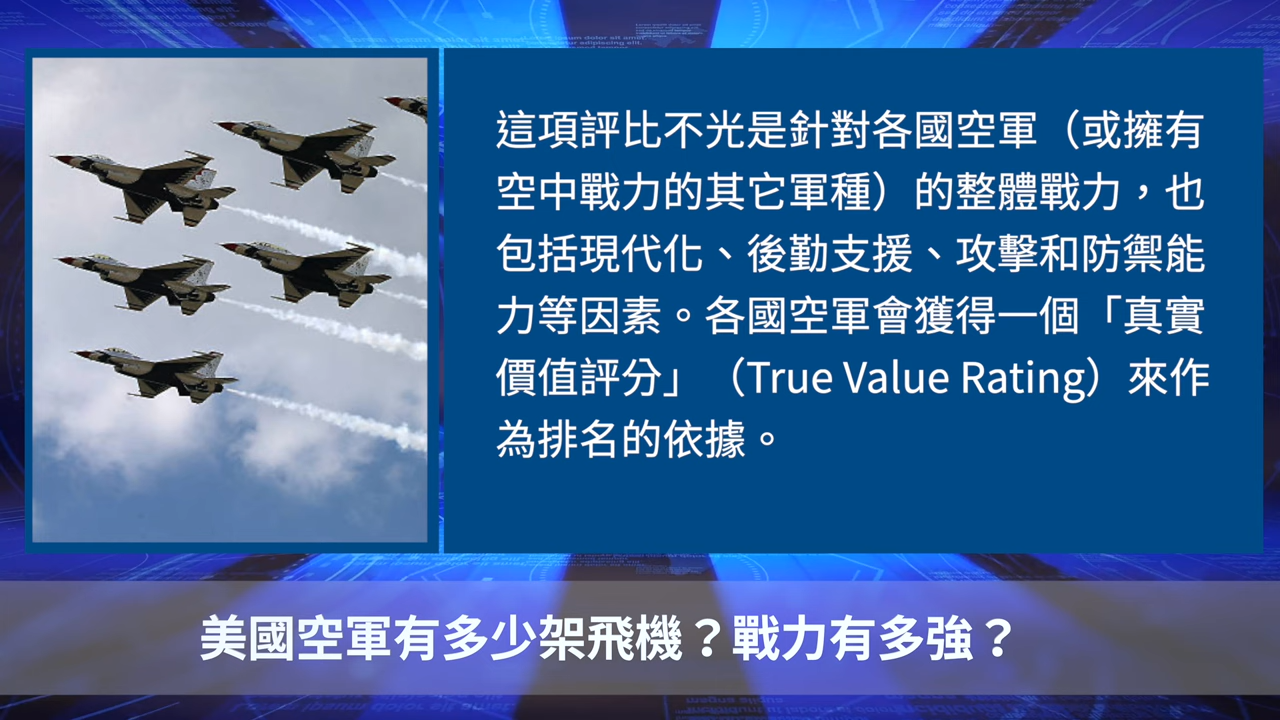 這項評比不光是針對各國空軍（或擁有
空中戰力的其它軍種）的整體戰力，也
包括現代化、後勤支援、攻擊和防禦能
力等因素。各國空軍會獲得一個「真實
價值評分」（True Value Rating）來作
為排名的依據。
美國空軍有多少架飛機？戰力有多強？